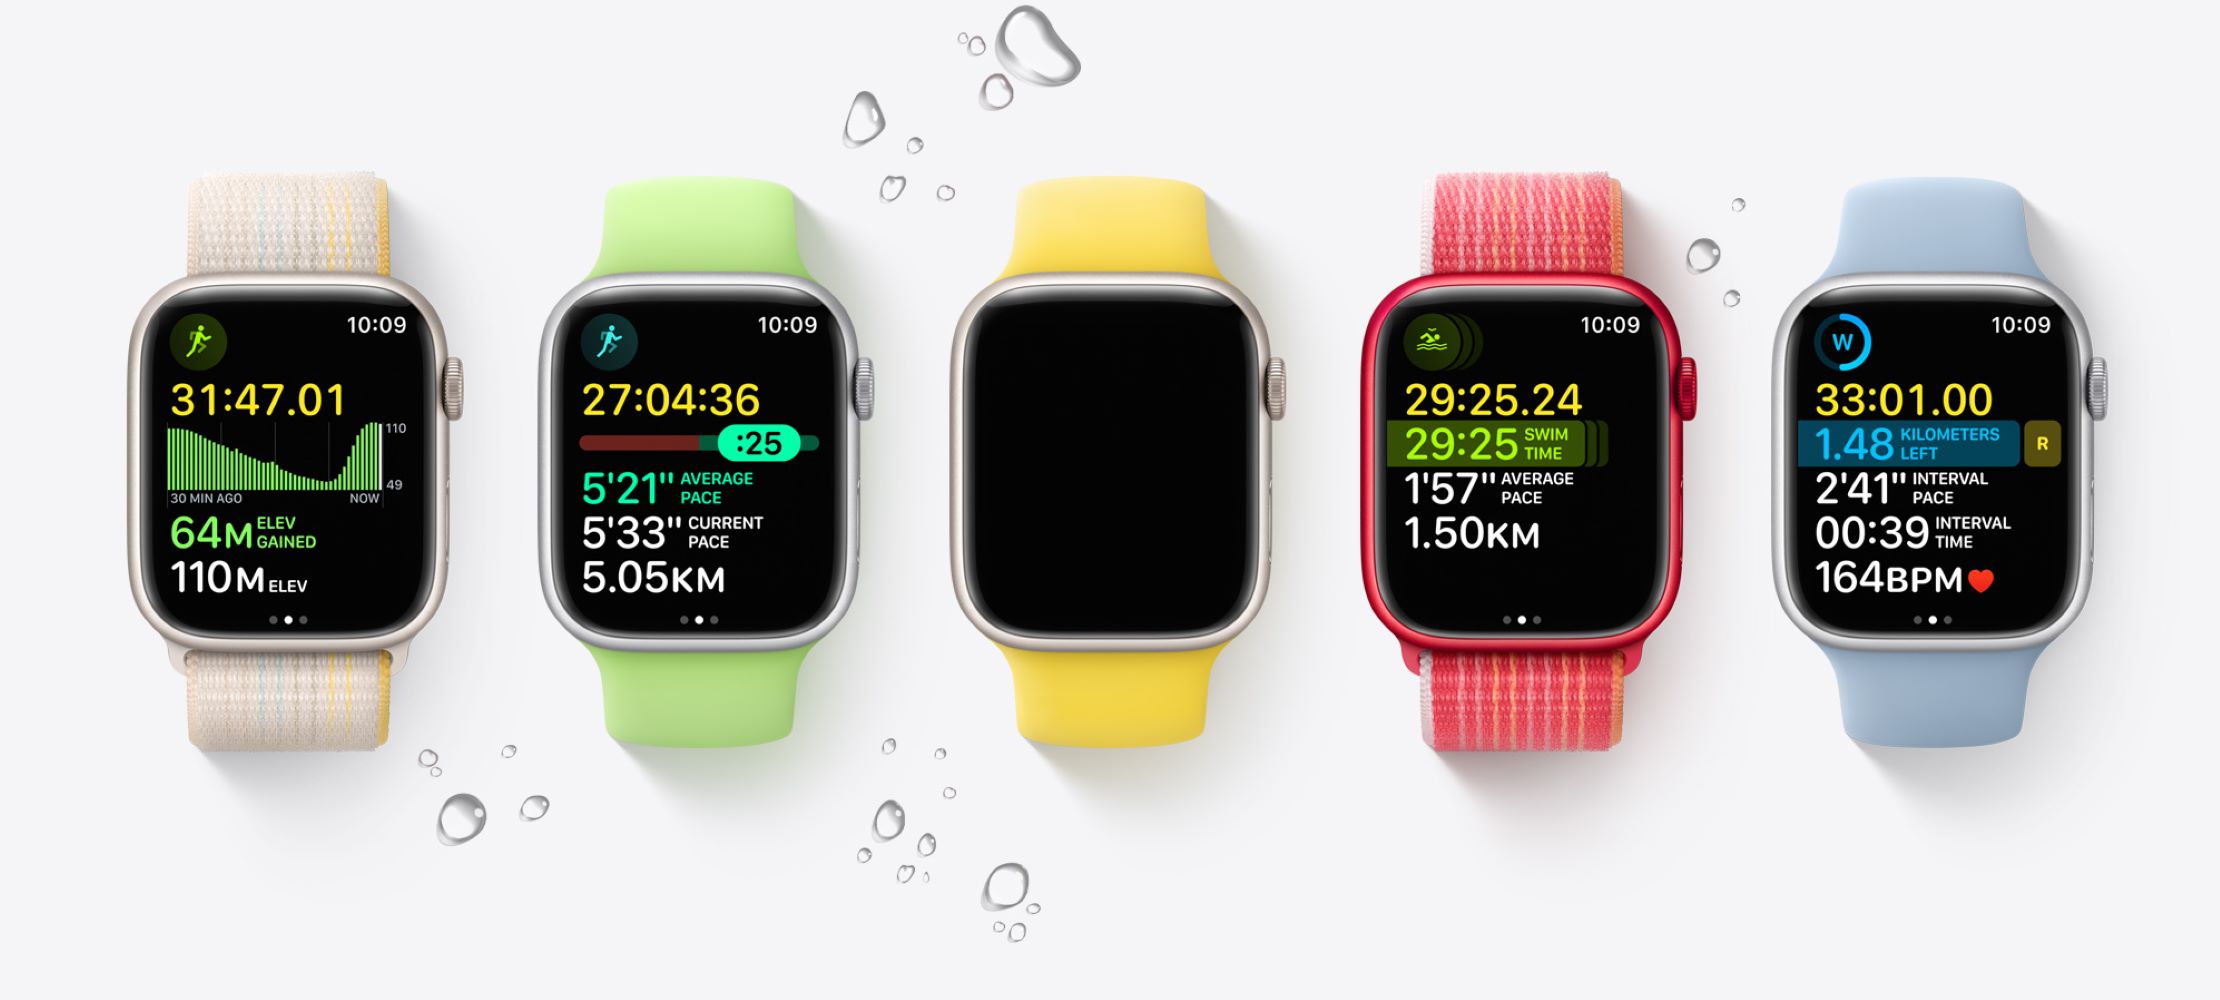 10:09
31:47.01
110
49
30 MIN AGO NOW
64M ELEV GAINED
110M ELEV
10:09
27:04:36
:25
5'21" AVERAGE PACE
5'33" CURRENT PACE
5.05KM
10:09
29:25.24
29:25 SWIM TIME
1'57" AVERAGE PACE
1.50KM
W 10:09
33:01.00
1.48 KILOMETERS LEFT R
2'41" INTERVAL PACE
00:39 INTERVAL TIME
164BPM